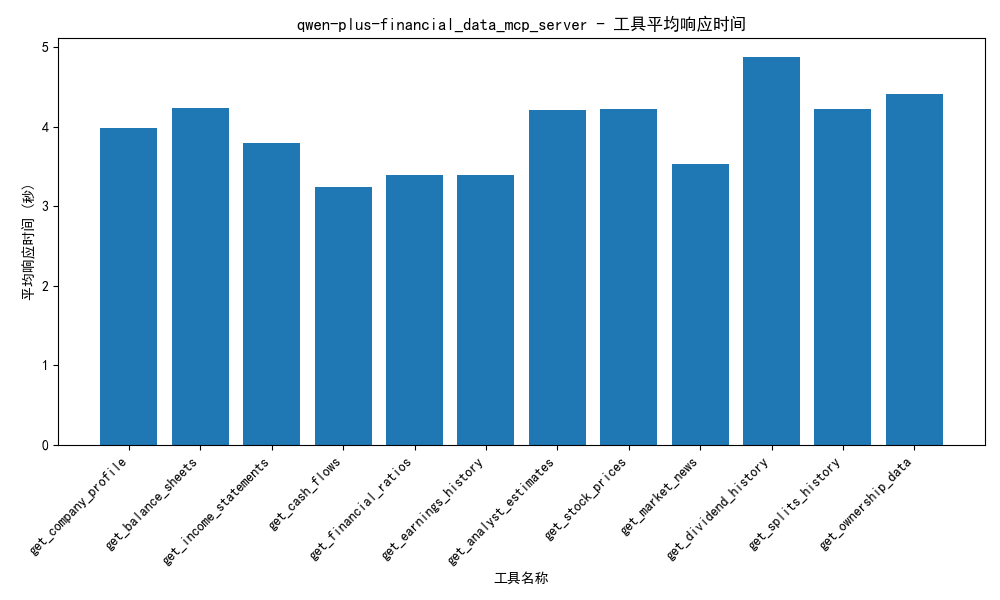 qwen-plus-financial_data_mcp_server - 工具平均响应时间
平均响应时间 (秒)
5
4
3
2
1
0
get_company_profile
get_balance_sheets
get_income_statements
get_cash_flows
get_financial_ratios
get_earnings_history
get_analyst_estimates
get_stock_prices
get_market_news
get_dividend_history
get_splits_history
get_ownership_data
工具名称